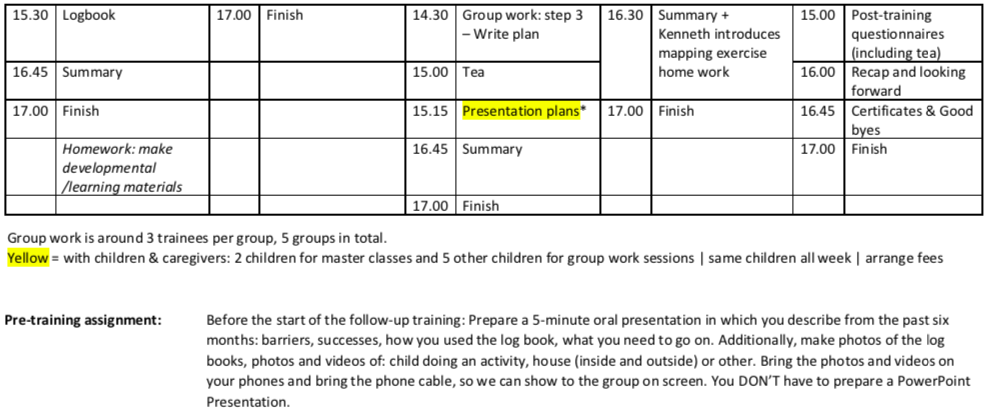 15.30 Logbook 17.00 Finish 14.30 Group work: step 3 16.30 Summary + 15.00 Post-training
– Write plan Kenneth introduces questionnaires
mapping exercise (including tea)
16.45 Summary 15.00 Tea home work 16.00 Recap and looking
forward
17.00 Finish 15.15 Presentation plans* 17.00 Finish 16.45 Certificates & Good
byes
Homework: make 16.45 Summary 17.00 Finish
developmental
/learning materials
17.00 Finish
Group work is around 3 trainees per group, 5 groups in total.
Yellow = with children & caregivers: 2 children for master classes and 5 other children for group work sessions | same children all week | arrange fees
Pre-training assignment: Before the start of the follow-up training: Prepare a 5-minute oral presentation in which you describe from the past six
months: barriers, successes, how you used the log book, what you need to go on. Additionally, make photos of the log
books, photos and videos of: child doing an activity, house (inside and outside) or other. Bring the photos and videos on
your phones and bring the phone cable, so we can show to the group on screen. You DON’T have to prepare a PowerPoint
Presentation.